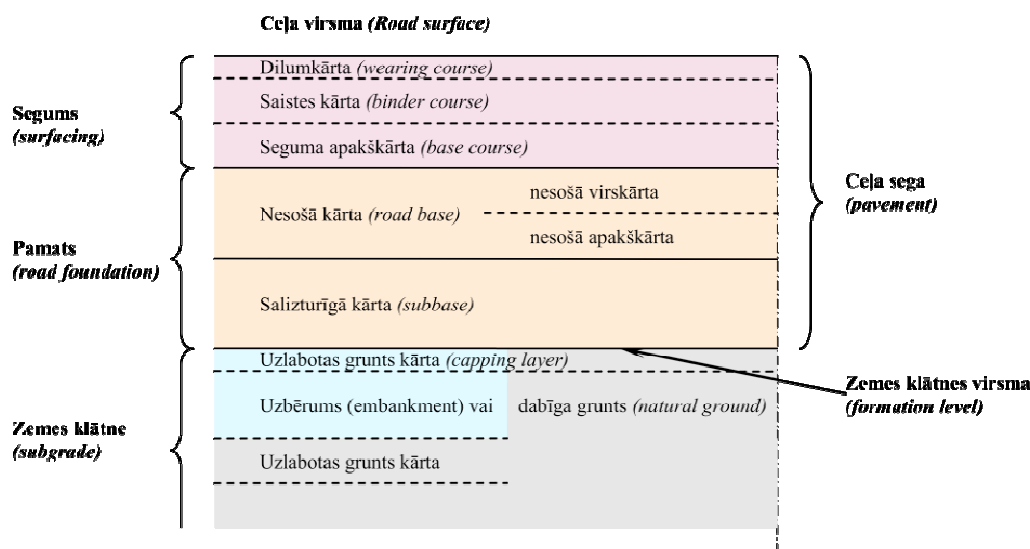 Ceļa virsma (Road surface)
Dilumkārta (wearing course)
Saistes kārta (binder course)
Seguma apakškārta (base course)
Segums
(surfacing)
Nesošā kārta (road base)
nesošā virskārta
nesošā apakškārta
Ceļa sega
(pavement)
Pamats
(road foundation)
Salizturīgā kārta (subbase)
Uzlabotas grunts kārta (capping layer)
Zemes klātnes virsma
(formation level)
Uzbērums (embankment) vai
dabīga grunts (natural ground)
Zemes klātne
(subgrade)
Uzlabotas grunts kārta